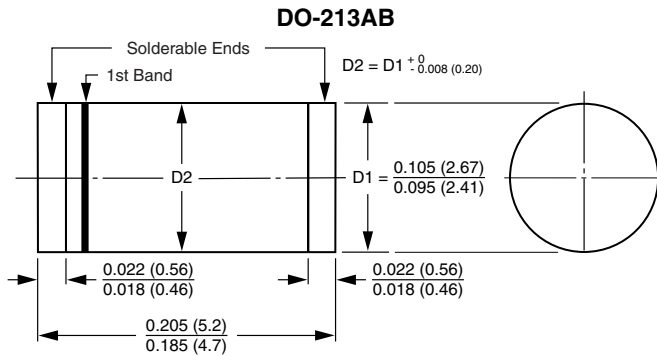 DO-213AB
Solderable Ends
D2 = D1 + 0 - 0.008 (0.20)
1st Band
D2
D1 = 0.105 (2.67)
0.095 (2.41)
0.022 (0.56)
0.018 (0.46)
0.022 (0.56)
0.018 (0.46)
0.205 (5.2)
0.185 (4.7)